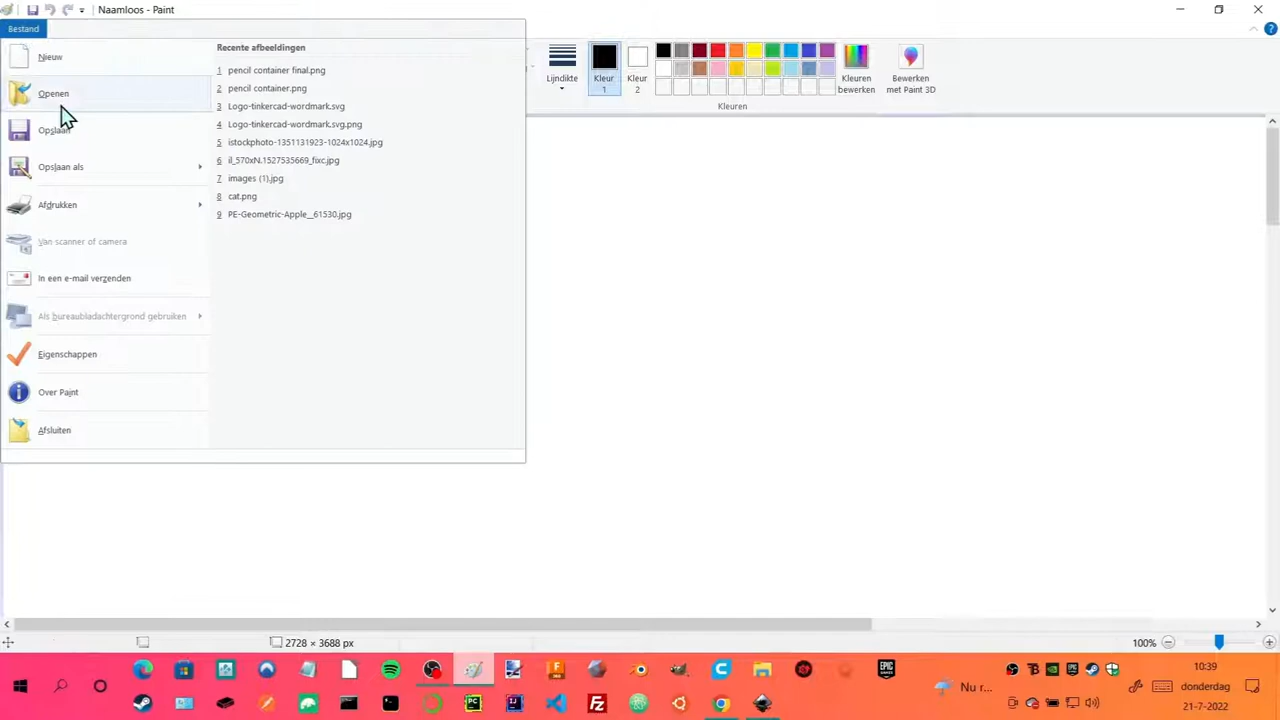 Naamloos - Paint
Bestand
Nieuw
Openen
Opslaan
Opslaan als
Afdrukken
Van scanner of camera
In een e-mail verzenden
Als bureaubladachtergrond gebruiken
Eigenschappen
Over Paint
Afsluiten
Recente afbeeldingen
1 pencil container final.png
2 pencil container.png
3 Logo-tinkercad-wordmark.svg
4 Logo-tinkercad-wordmark.svg.png
5 istockphoto-1351131923-1024x1024.jpg
6 il_570xN.1527535669_fixc.jpg
7 images (1).jpg
8 cat.png
9 PE-Geometric-Apple__61530.jpg
Lijndikte
Kleur 1
Kleur 2
Kleuren bewerken
Bewerken met Paint 3D
Kleuren
2728 × 3688 px
100%
EPIC GAMES
Nu r...
10:39
donderdag
21-7-2022